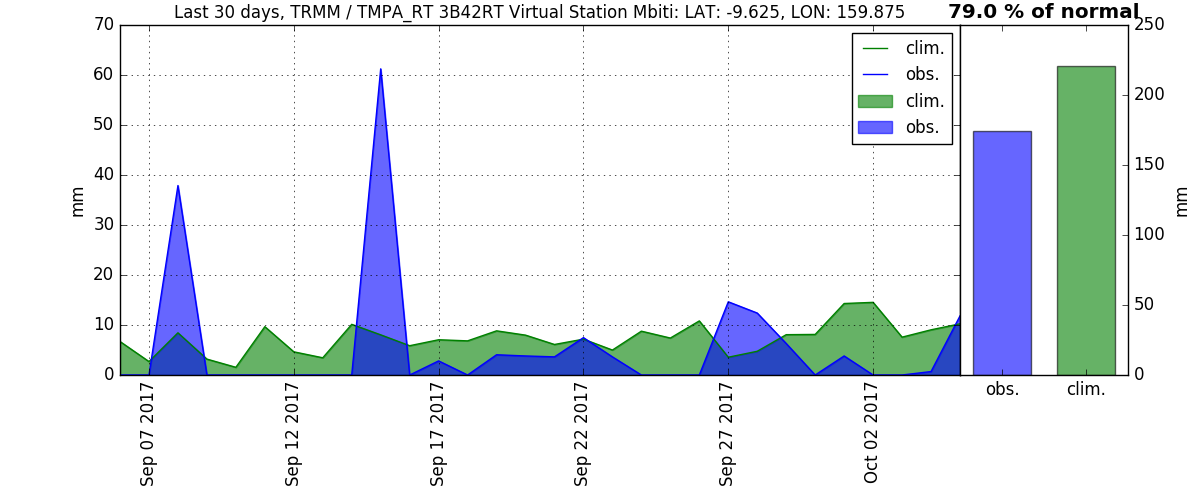 Last 30 days, TRMM / TMPA_RT 3B42RT Virtual Station Mbiti: LAT: -9.625, LON: 159.875
79.0 % of normal
70
60
50
40
30
20
10
0
mm
clim.
obs.
clim.
obs.
Sep 07 2017
Sep 12 2017
Sep 17 2017
Sep 22 2017
Sep 27 2017
Oct 02 2017
250
200
150
100
50
0
mm
obs.
clim.